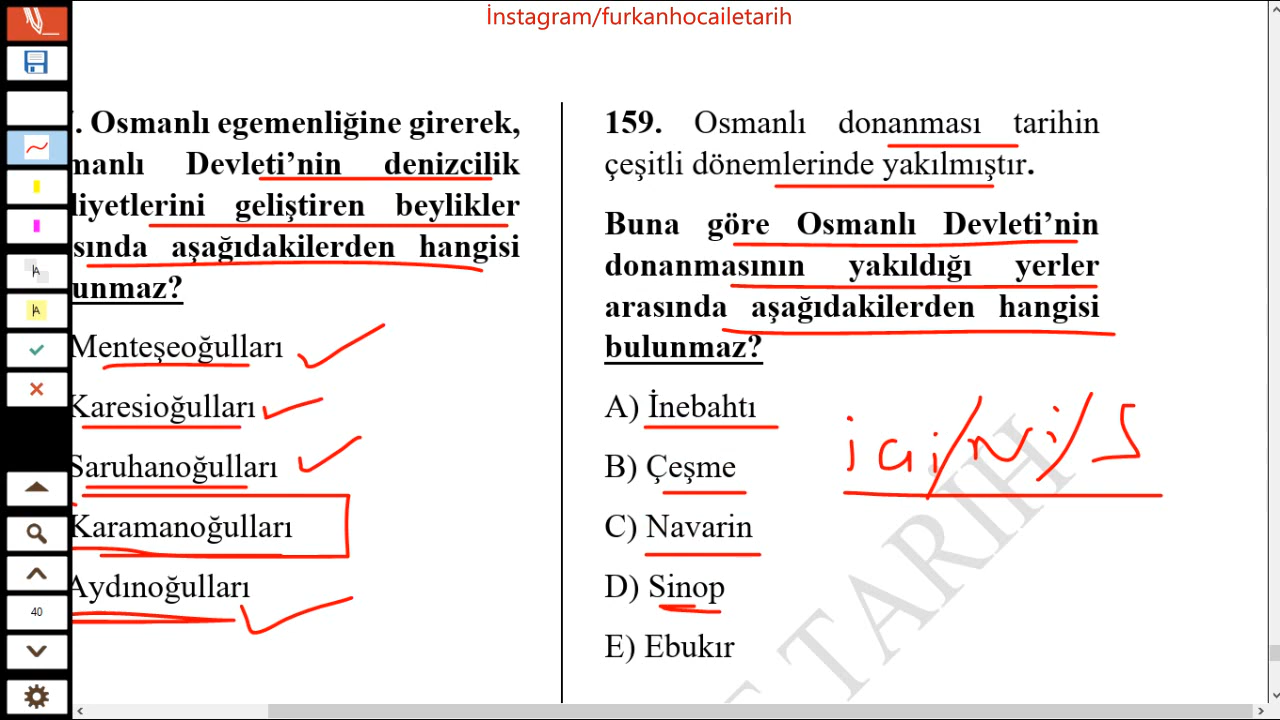 İnstagram/furkanhocailetarih
. Osmanlı egemenliğine girerek,
manlı Devleti'nin denizcilik
liyetlerini geliştiren beylikler
sında aşağıdakilerden hangisi
unmaz?
Menteşeoğulları
Karesioğulları
Saruhanoğulları
Karamanoğulları
Aydınoğulları
159. Osmanlı donanması tarihin
çeşitli dönemlerinde yakılmıştır.
Buna göre Osmanlı Devleti'nin
donanmasının yakıldığı yerler
arasında aşağıdakilerden hangisi
bulunmaz?
A) İnebahtı
B) Çeşme
C) Navarin
D) Sinop
E) Ebukır
TARİH
40